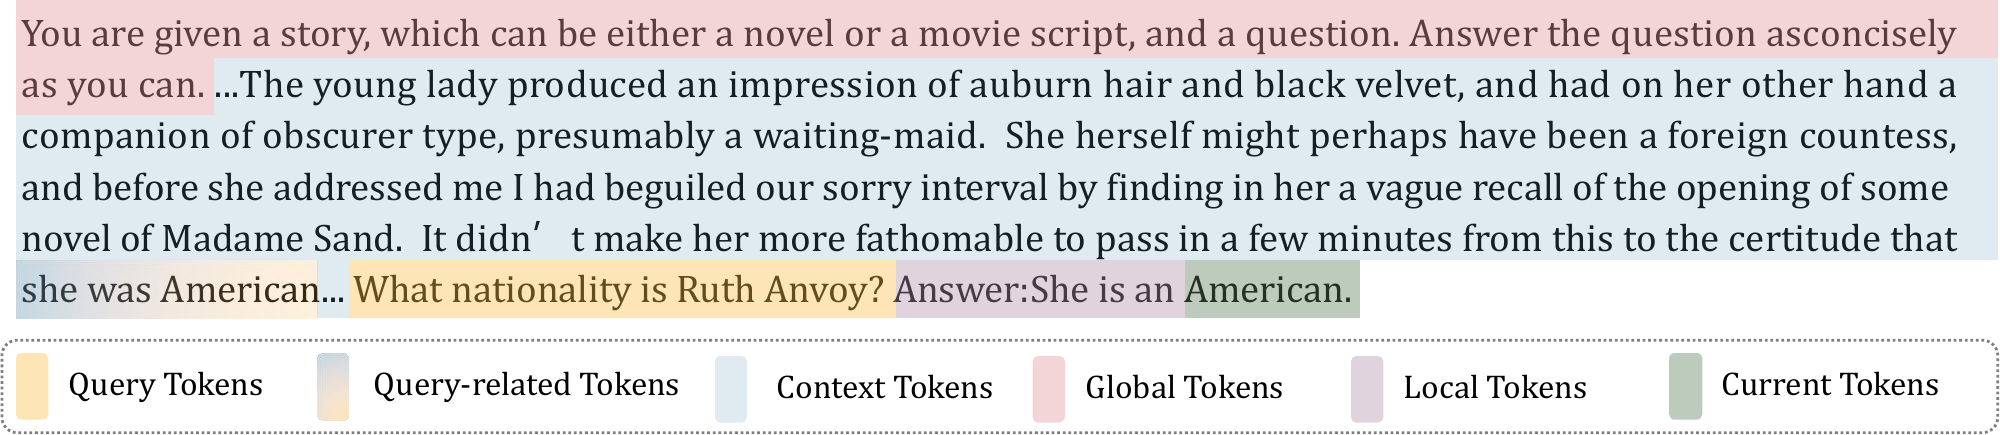 You are given a story, which can be either a novel or a movie script, and a question. Answer the question asconcisely
as you can. ...The young lady produced an impression of auburn hair and black velvet, and had on her other hand a
companion of obscurer type, presumably a waiting-maid.  She herself might perhaps have been a foreign countess,
and before she addressed me I had beguiled our sorry interval by finding in her a vague recall of the opening of some
novel of Madame Sand.  It didn’ t make her more fathomable to pass in a few minutes from this to the certitude that
she was American... What nationality is Ruth Anvoy? Answer:She is an American.
Query Tokens Query-related Tokens Context Tokens Global Tokens Local Tokens Current Tokens